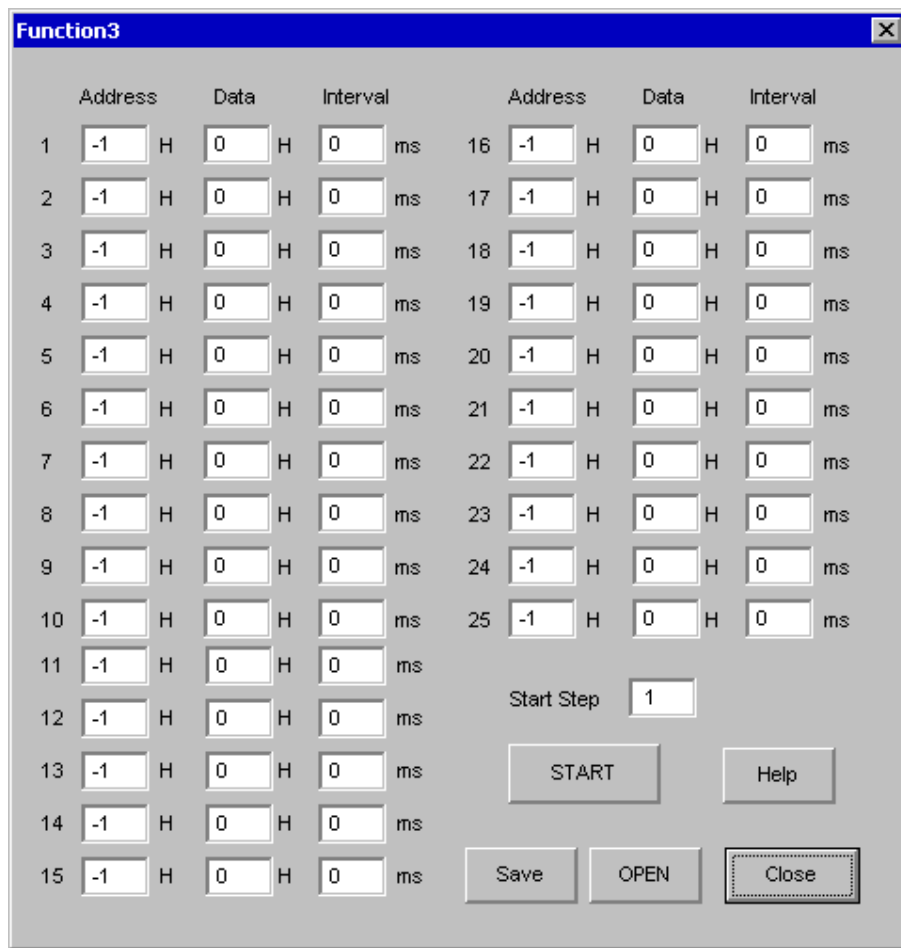 Function3
Address Data Interval Address Data Interval
1 -1 H 0 H 0 ms 16 -1 H 0 H 0 ms
2 -1 H 0 H 0 ms 17 -1 H 0 H 0 ms
3 -1 H 0 H 0 ms 18 -1 H 0 H 0 ms
4 -1 H 0 H 0 ms 19 -1 H 0 H 0 ms
5 -1 H 0 H 0 ms 20 -1 H 0 H 0 ms
6 -1 H 0 H 0 ms 21 -1 H 0 H 0 ms
7 -1 H 0 H 0 ms 22 -1 H 0 H 0 ms
8 -1 H 0 H 0 ms 23 -1 H 0 H 0 ms
9 -1 H 0 H 0 ms 24 -1 H 0 H 0 ms
10 -1 H 0 H 0 ms 25 -1 H 0 H 0 ms
11 -1 H 0 H 0 ms
12 -1 H 0 H 0 ms Start Step 1
13 -1 H 0 H 0 ms START Help
14 -1 H 0 H 0 ms
15 -1 H 0 H 0 ms Save OPEN Close